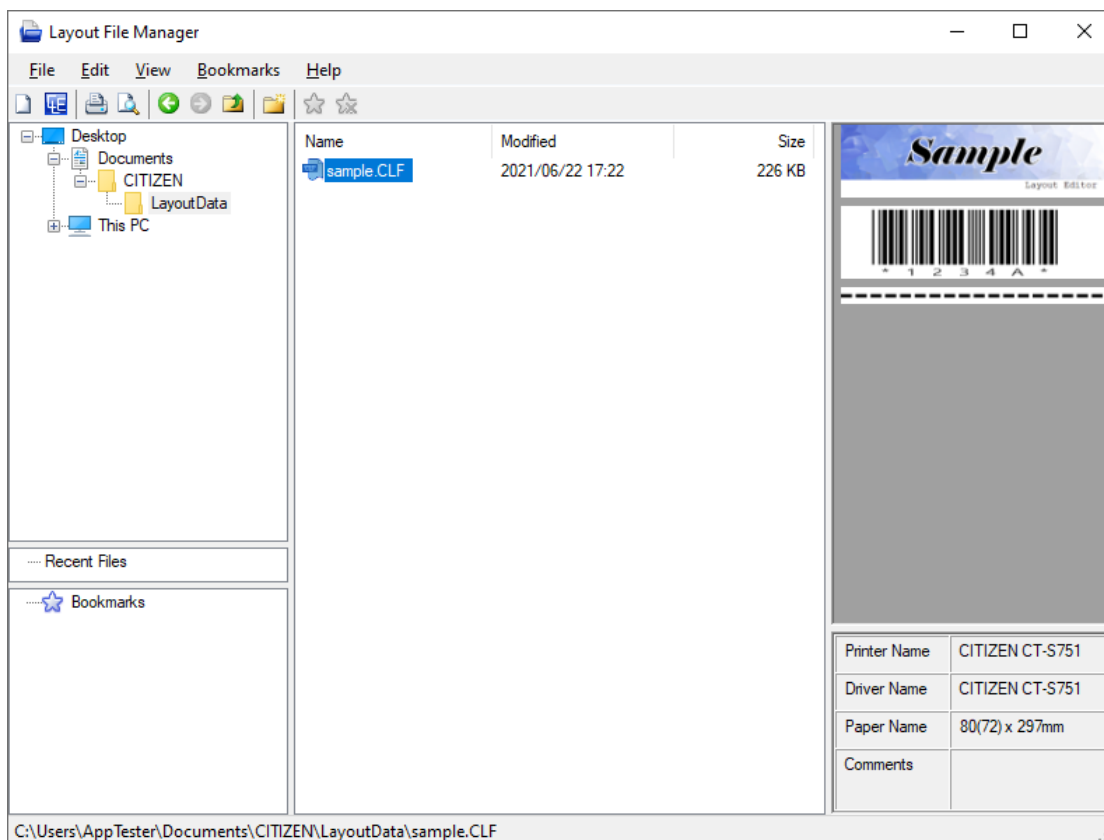 Layout File Manager
File Edit View Bookmarks Help
Desktop
Documents
CITIZEN
LayoutData
This PC
Recent Files
Bookmarks
Name Modified Size
sample.CLF 2021/06/22 17:22 226 KB
Sample
Layout Editor
* 1 2 3 4 A *
Printer Name CITIZEN CT-S751
Driver Name CITIZEN CT-S751
Paper Name 80(72) x 297mm
Comments
C:\Users\AppTester\Documents\CITIZEN\LayoutData\sample.CLF